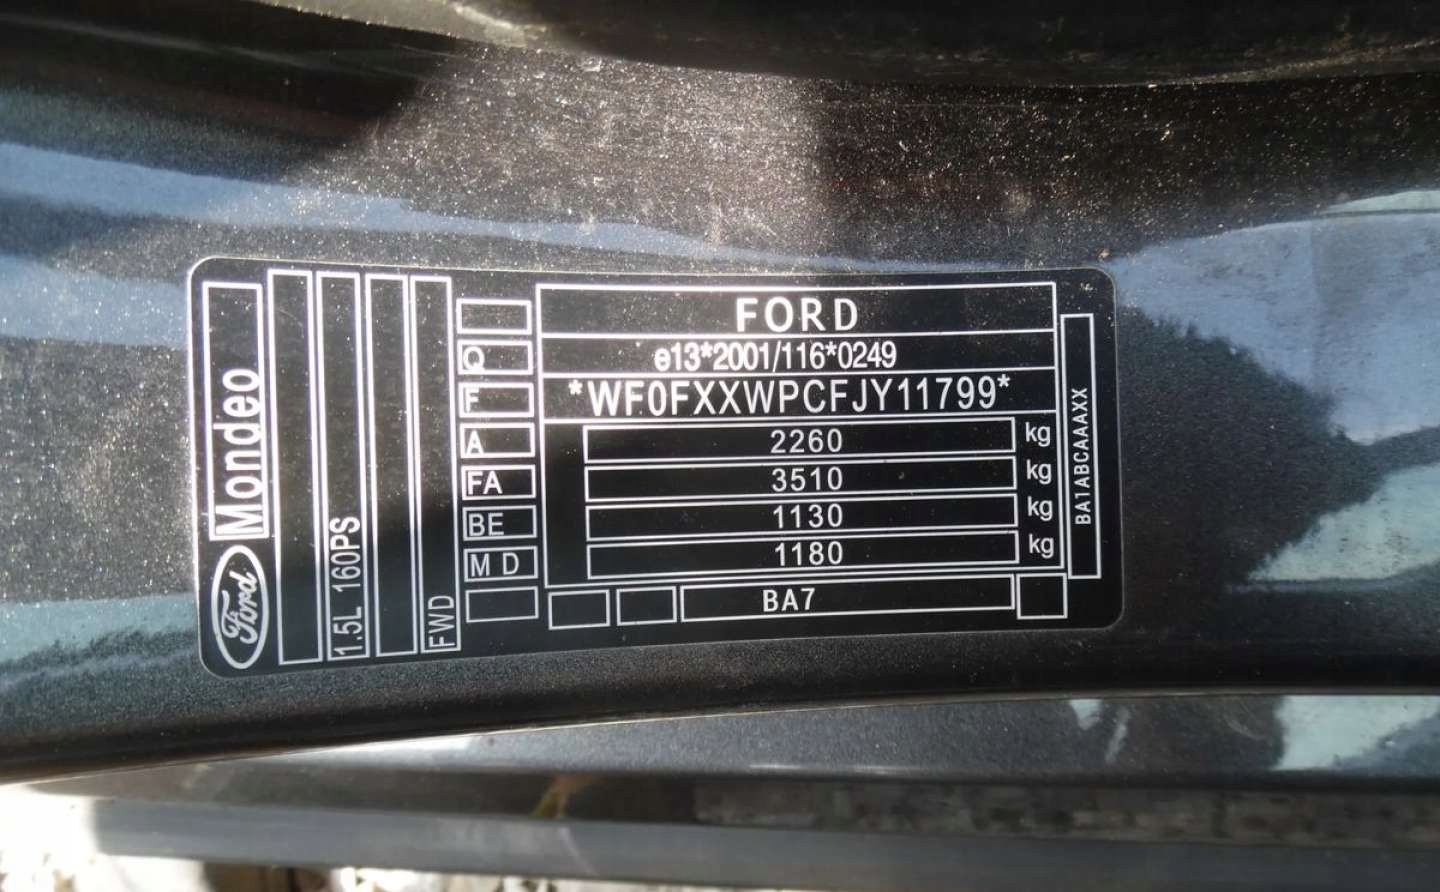 FORD
e13*2001/116*0249
*WF0FXXWPCFJY11799*
2260 kg
3510 kg
1130 kg
1180 kg
BA7
Q
F
A
FA
BE
M D
Ford
Mondeo
1.5L 160PS
FWD
BA1ABCAAAXX